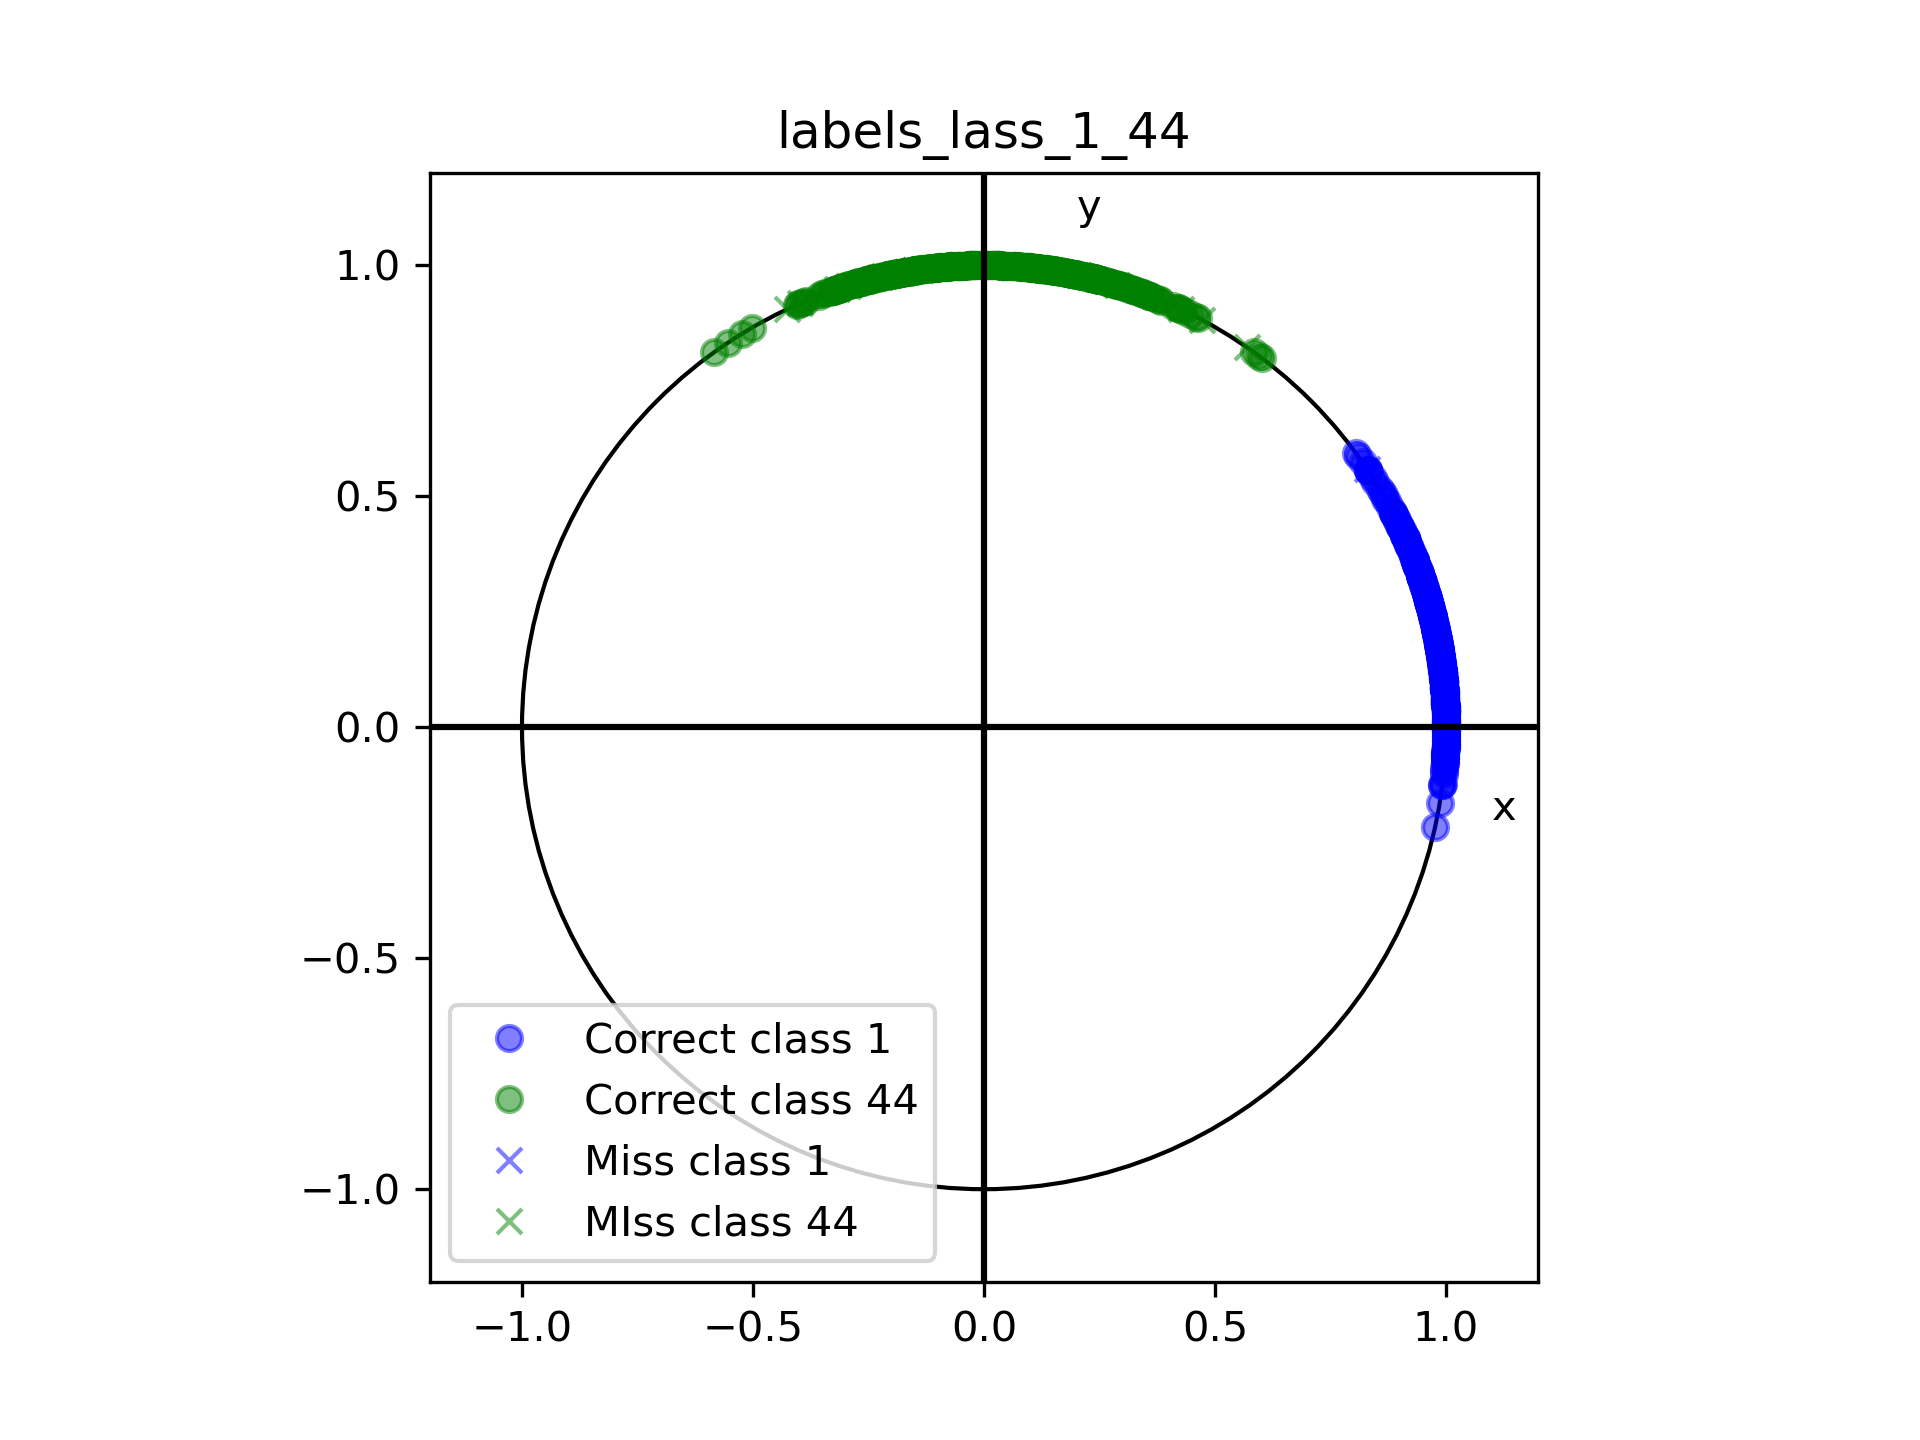 labels_lass_1_44
y
1.0
0.5
0.0
x
−0.5
−1.0
Correct class 1
Correct class 44
Miss class 1
MIss class 44
−1.0 −0.5 0.0 0.5 1.0